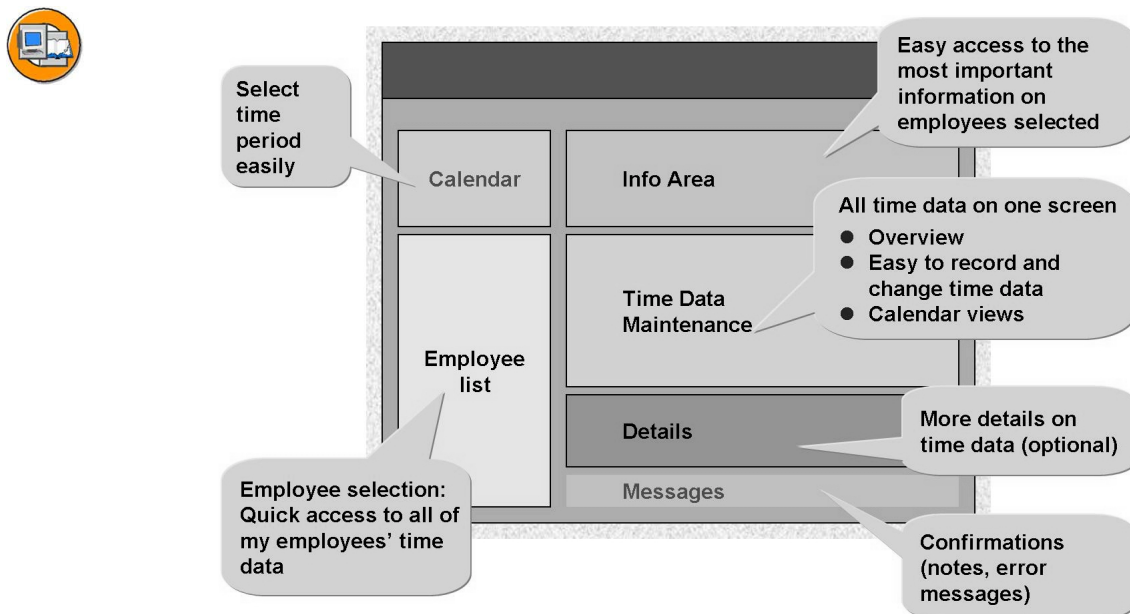 Easy access to the
most important
information on
employees selected
Select
time
period
easily
Calendar
Info Area
All time data on one screen
● Overview
● Easy to record and
change time data
● Calendar views
Time Data
Maintenance
Employee
list
Details
More details on
time data (optional)
Messages
Employee selection:
Quick access to all of
my employees’ time
data
Confirmations
(notes, error
messages)